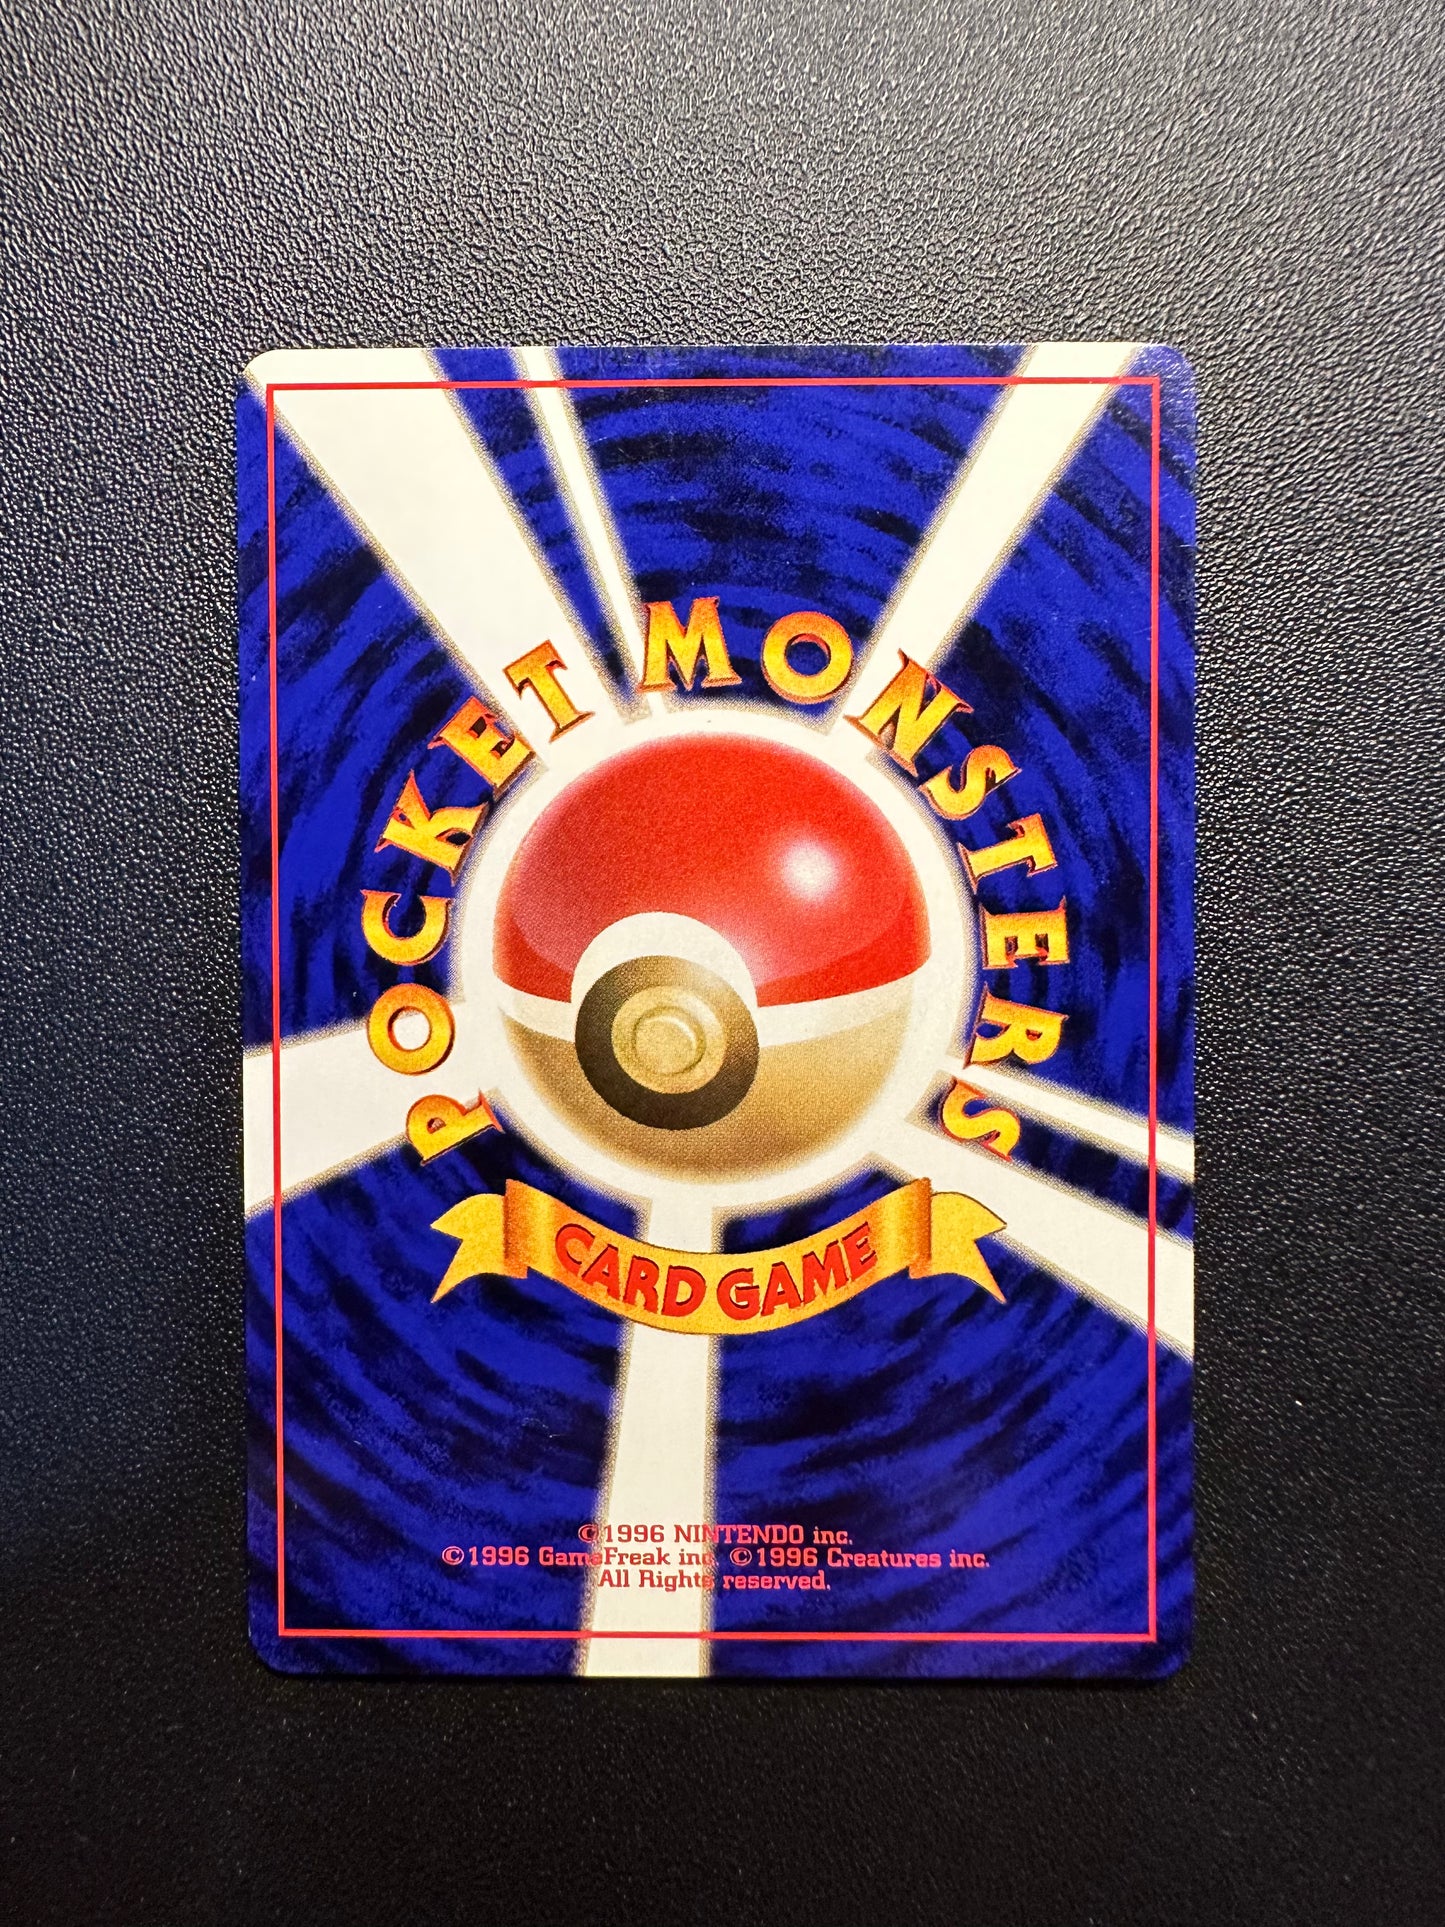 POCKET MONSTERS
CARD GAME
©1996 NINTENDO inc.
©1996 GameFreak inc. ©1996 Creatures inc.
All Rights reserved.